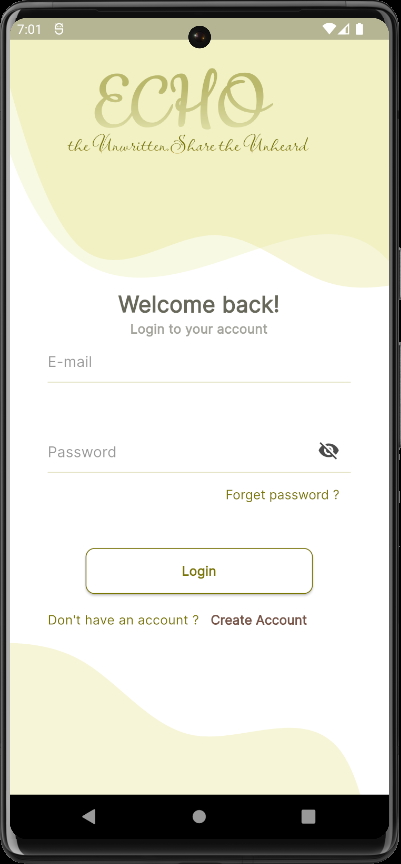 7:01
ECHO
the Unwritten.Share the Unheard
Welcome back!
Login to your account
E-mail
Password
Forget password ?
Login
Don't have an account ? Create Account